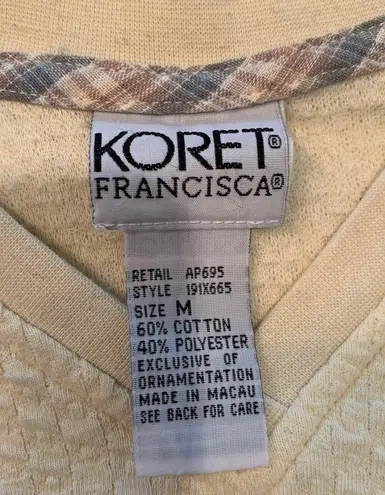 KORET®
FRANCISCA®
RETAIL AP695
STYLE 191X665
SIZE M
60% COTTON
40% POLYESTER
EXCLUSIVE OF
ORNAMENTATION
MADE IN MACAU
SEE BACK FOR CARE